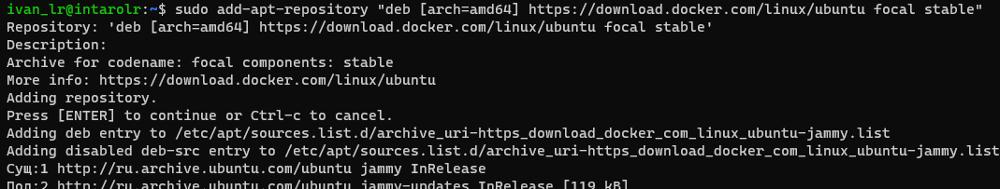 ivan_lr@intarolr:~$ sudo add-apt-repository "deb [arch=amd64] https://download.docker.com/linux/ubuntu focal stable"
Repository: 'deb [arch=amd64] https://download.docker.com/linux/ubuntu focal stable'
Description:
Archive for codename: focal components: stable
More info: https://download.docker.com/linux/ubuntu
Adding repository.
Press [ENTER] to continue or Ctrl-c to cancel.
Adding deb entry to /etc/apt/sources.list.d/archive_uri-https_download_docker_com_linux_ubuntu-jammy.list
Adding disabled deb-src entry to /etc/apt/sources.list.d/archive_uri-https_download_docker_com_linux_ubuntu-jammy.list
Сущ:1 http://ru.archive.ubuntu.com/ubuntu jammy InRelease
Пол:2 http://ru.archive.ubuntu.com/ubuntu jammy-updates InRelease [119 kB]